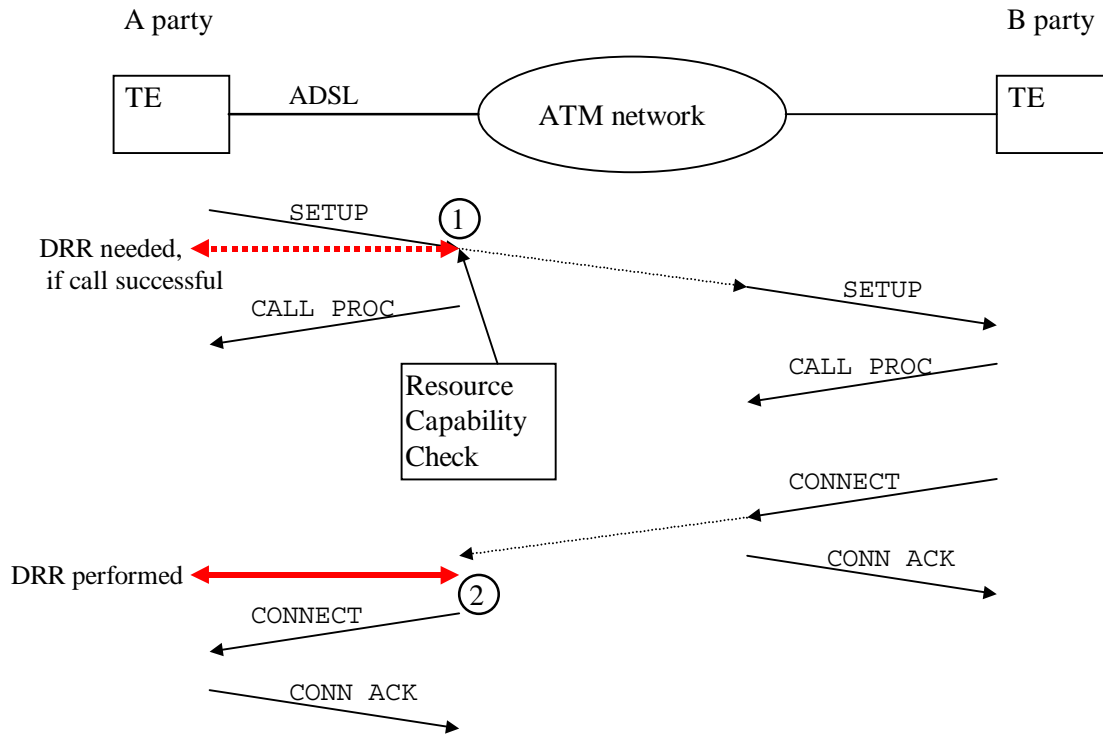 A party
B party
TE
ADSL
ATM network
TE
SETUP
1
DRR needed,
if call successful
SETUP
CALL PROC
CALL PROC
Resource
Capability
Check
CONNECT
CONN ACK
DRR performed
2
CONNECT
CONN ACK